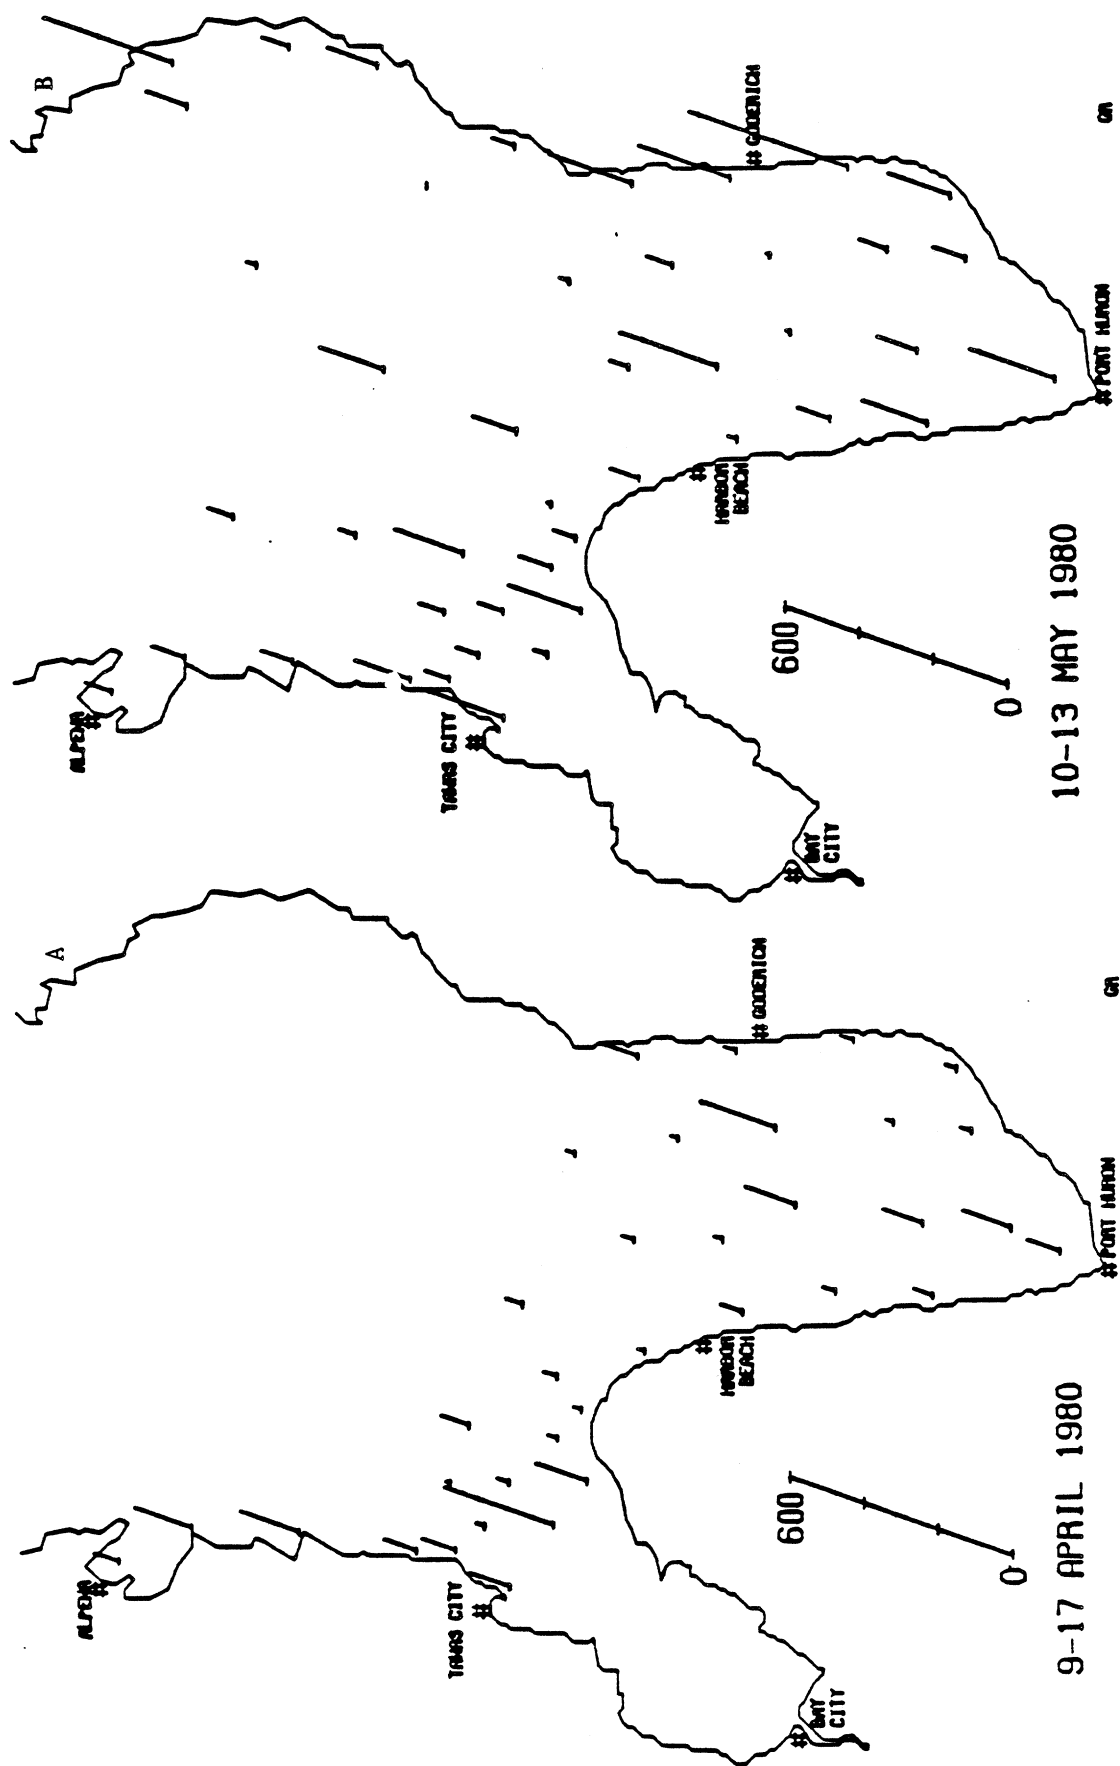 A
ALPENA
TAWAS CITY
GODERICH
HARBOR
BEACH
BAY
CITY
PORT HURON
600
0
9-17 APRIL 1980
B
ALPENA
TAWAS CITY
GODERICH
HARBOR
BEACH
BAY
CITY
PORT HURON
600
0
10-13 MAY 1980